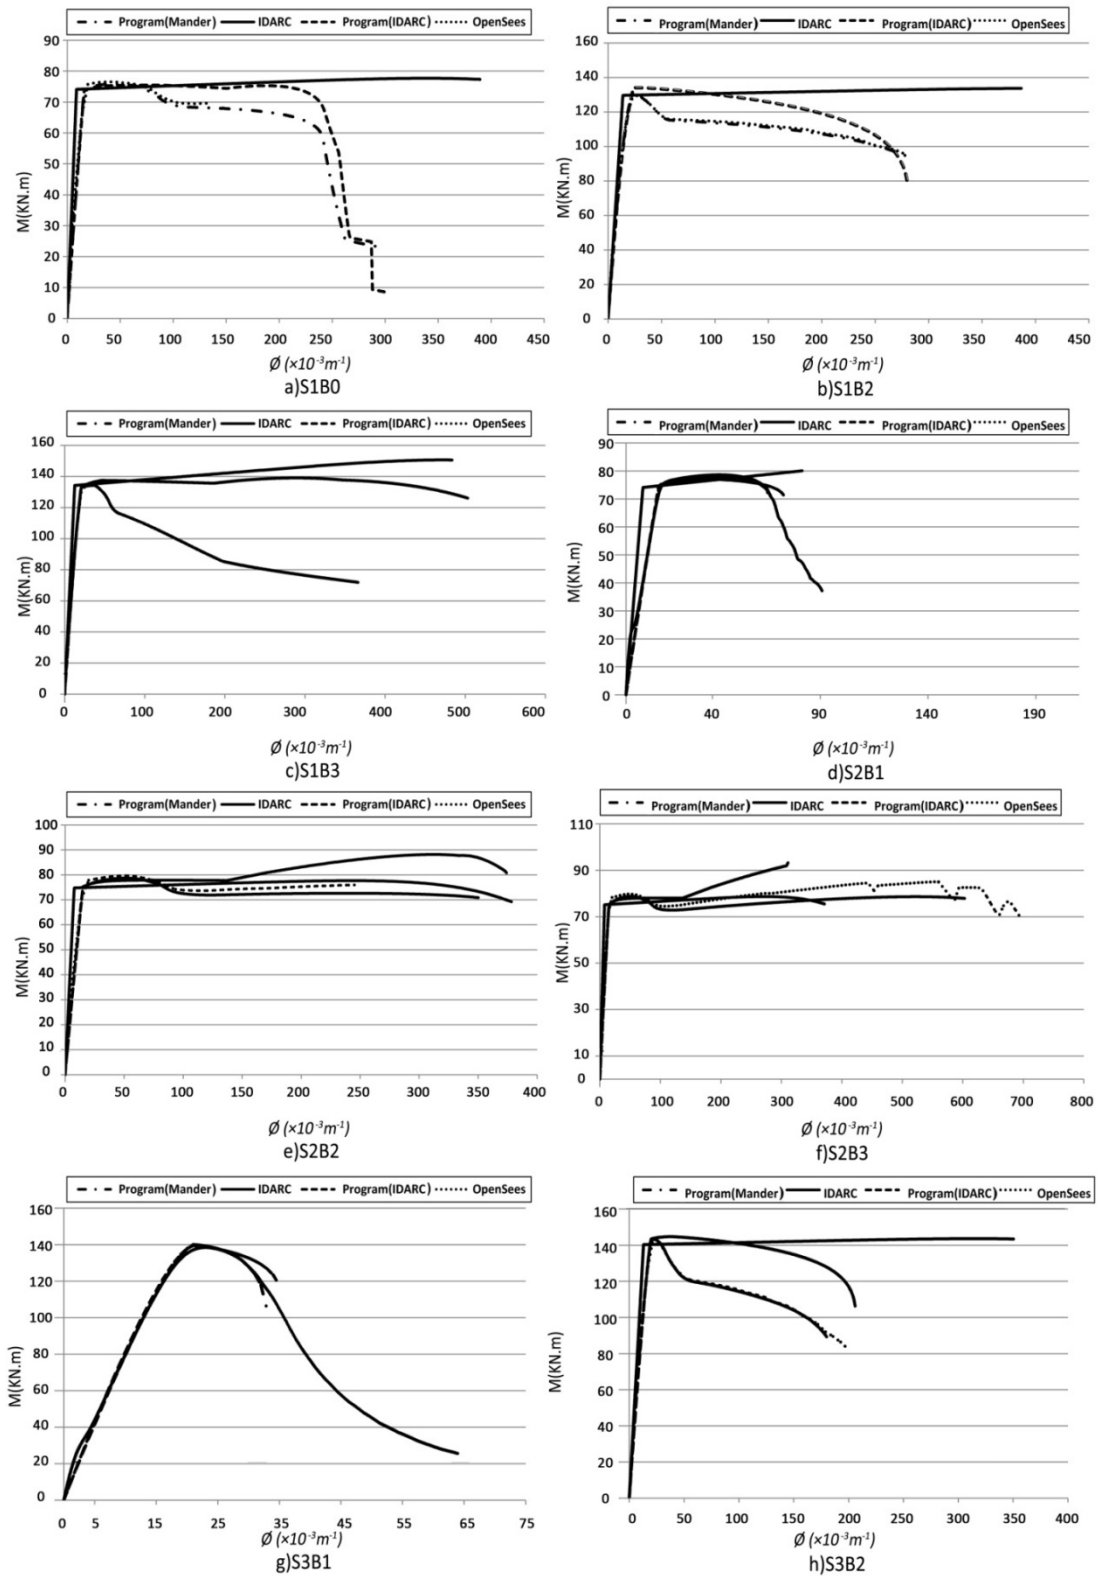 Program(Mander) IDARC Program(IDARC) OpenSees
90
80
70
60
50
40
30
20
10
0
M(KN.m)
0 50 100 150 200 250 300 350 400 450
Ø (×10⁻³m⁻¹)
a)S1B0
Program(Mander) IDARC Program(IDARC) OpenSees
160
140
120
100
80
60
40
20
0
M(KN.m)
0 50 100 150 200 250 300 350 400 450
Ø (×10⁻³m⁻¹)
b)S1B2
Program(Mander) IDARC Program(IDARC) OpenSees
160
140
120
100
80
60
40
20
0
M(KN.m)
0 100 200 300 400 500 600
Ø (×10⁻³m⁻¹)
c)S1B3
Program(Mander) IDARC Program(IDARC) OpenSees
90
80
70
60
50
40
30
20
10
0
M(KN.m)
0 40 90 140 190
Ø (×10⁻³m⁻¹)
d)S2B1
Program(Mander) IDARC Program(IDARC) OpenSees
100
90
80
70
60
50
40
30
20
10
0
M(KN.m)
0 50 100 150 200 250 300 350 400
Ø (×10⁻³m⁻¹)
e)S2B2
Program(Mander) IDARC Program(IDARC) OpenSees
110
90
70
50
30
10
0
M(KN.m)
0 100 200 300 400 500 600 700 800
Ø (×10⁻³m⁻¹)
f)S2B3
Program(Mander) IDARC Program(IDARC) OpenSees
160
140
120
100
80
60
40
20
0
M(KN.m)
0 5 15 25 35 45 55 65 75
Ø (×10⁻³m⁻¹)
g)S3B1
Program(Mander) IDARC Program(IDARC) OpenSees
160
140
120
100
80
60
40
20
0
M(KN.m)
0 50 100 150 200 250 300 350 400
Ø (×10⁻³m⁻¹)
h)S3B2